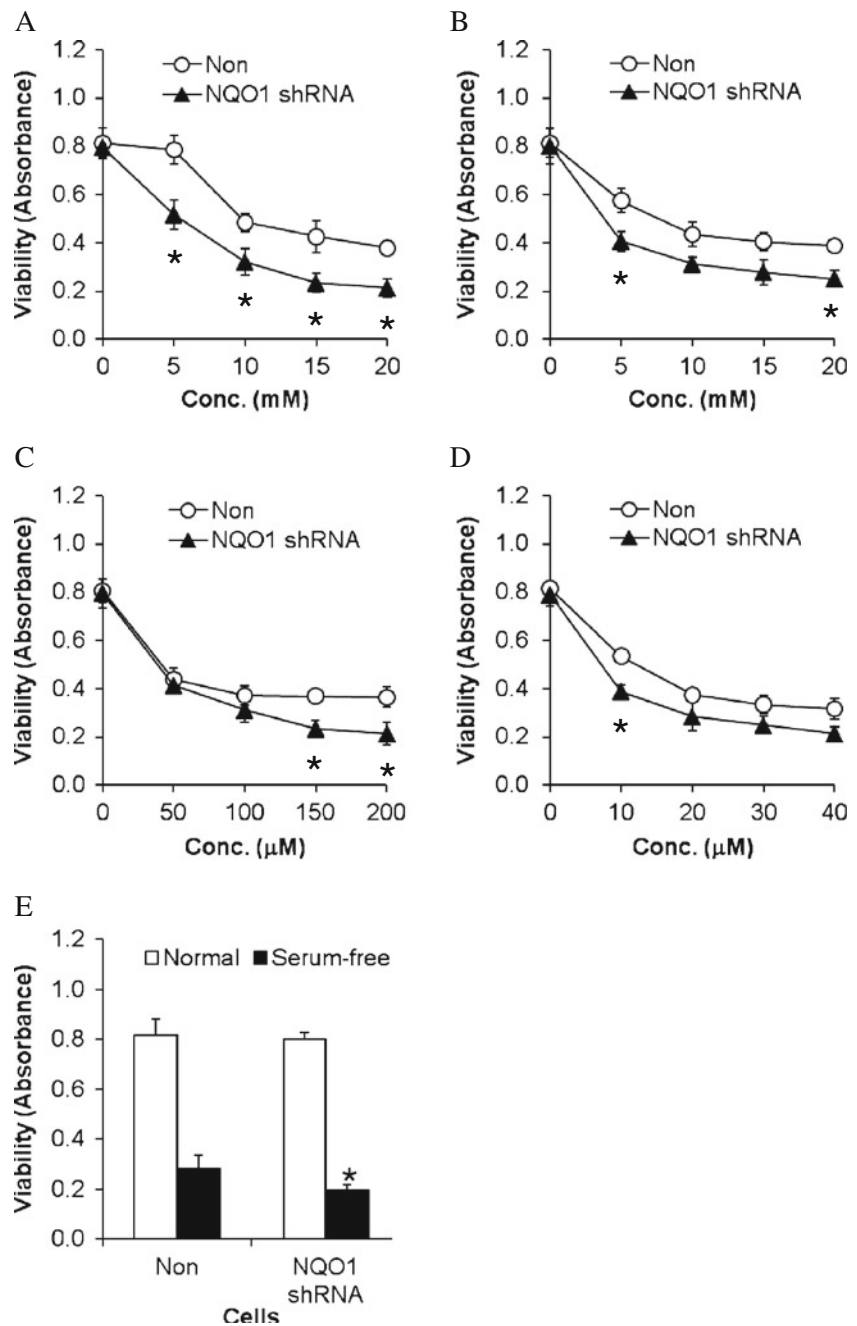 A
1.2
1.0
0.8
0.6
0.4
0.2
0.0
Viability (Absorbance)
Non
NQO1 shRNA
*
*
*
*
0 5 10 15 20
Conc. (mM)
B
1.2
1.0
0.8
0.6
0.4
0.2
0.0
Viability (Absorbance)
Non
NQO1 shRNA
*
*
0 5 10 15 20
Conc. (mM)
C
1.2
1.0
0.8
0.6
0.4
0.2
0.0
Viability (Absorbance)
Non
NQO1 shRNA
*
*
0 50 100 150 200
Conc. (μM)
D
1.2
1.0
0.8
0.6
0.4
0.2
0.0
Viability (Absorbance)
Non
NQO1 shRNA
*
0 10 20 30 40
Conc. (μM)
E
1.2
1.0
0.8
0.6
0.4
0.2
0.0
Viability (Absorbance)
Normal Serum-free
*
Non NQO1
shRNA
Cells